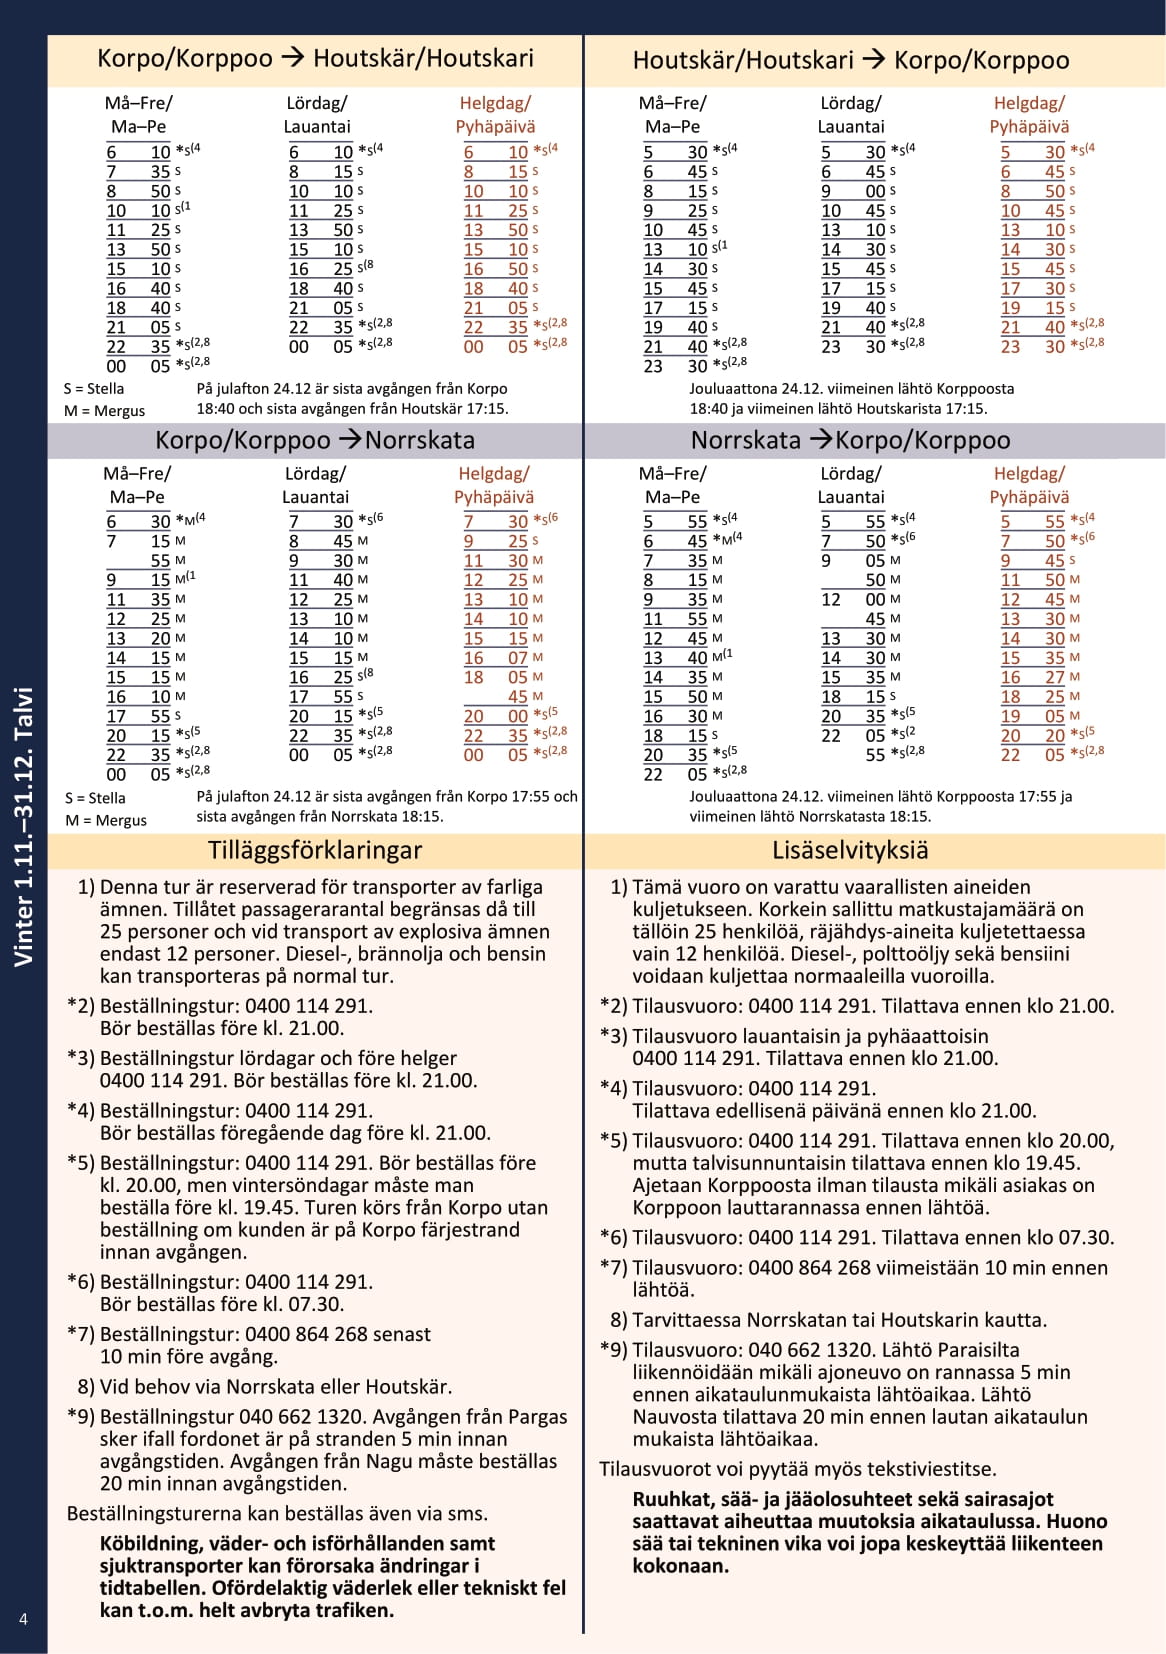 Korpo/Korppoo → Houtskär/Houtskari
Må–Fre/ Lördag/ Helgdag/
Ma–Pe Lauantai Pyhäpäivä
6 10 *s(4 6 10 *s(4 6 10 *s(4
7 35 s 8 15 s 8 15 s
8 50 s 10 10 s 10 10 s
10 10 s(1 11 25 s 11 25 s
11 25 s 13 50 s 13 50 s
13 50 s 15 10 s 15 10 s
15 10 s 16 25 s(8 16 50 s
16 40 s 18 40 s 18 40 s
18 40 s 21 05 s 21 05 s
21 05 s 22 35 *s(2,8 22 35 *s(2,8
22 35 *s(2,8 00 05 *s(2,8 00 05 *s(2,8
00 05 *s(2,8
S = Stella
M = Mergus
På julafton 24.12 är sista avgången från Korpo
18:40 och sista avgången från Houtskär 17:15.
Houtskär/Houtskari → Korpo/Korppoo
Må–Fre/ Lördag/ Helgdag/
Ma–Pe Lauantai Pyhäpäivä
5 30 *s(4 5 30 *s(4 5 30 *s(4
6 45 s 6 45 s 6 45 s
8 15 s 9 00 s 8 50 s
9 25 s 10 45 s 10 45 s
10 45 s 13 10 s 13 10 s
13 10 s(1 14 30 s 14 30 s
14 30 s 15 45 s 15 45 s
15 45 s 17 15 s 17 30 s
17 15 s 19 40 s 19 15 s
19 40 s 21 40 *s(2,8 21 40 *s(2,8
21 40 *s(2,8 23 30 *s(2,8 23 30 *s(2,8
23 30 *s(2,8
Jouluaattona 24.12. viimeinen lähtö Korppoosta
18:40 ja viimeinen lähtö Houtskarista 17:15.
Korpo/Korppoo →Norrskata
Må–Fre/ Lördag/ Helgdag/
Ma–Pe Lauantai Pyhäpäivä
6 30 *M(4 7 30 *s(6 7 30 *s(6
7 15 M 8 45 M 9 25 s
55 M 9 30 M 11 30 M
9 15 M(1 11 40 M 12 25 M
11 35 M 12 25 M 13 10 M
12 25 M 13 10 M 14 10 M
13 20 M 14 10 M 15 15 M
14 15 M 15 15 M 16 07 M
15 15 M 16 25 s(8 18 05 M
16 10 M 17 55 s 45 M
17 55 s 20 15 *s(5 20 00 *s(5
20 15 *s(5 22 35 *s(2,8 22 35 *s(2,8
22 35 *s(2,8 00 05 *s(2,8 00 05 *s(2,8
00 05 *s(2,8
S = Stella
M = Mergus
På julafton 24.12 är sista avgången från Korpo 17:55 och
sista avgången från Norrskata 18:15.
Norrskata →Korpo/Korppoo
Må–Fre/ Lördag/ Helgdag/
Ma–Pe Lauantai Pyhäpäivä
5 55 *s(4 5 55 *s(4 5 55 *s(4
6 45 *M(4 7 50 *s(6 7 50 *s(6
7 35 M 9 05 M 9 45 s
8 15 M 50 M 11 50 M
9 35 M 12 00 M 12 45 M
11 55 M 45 M 13 30 M
12 45 M 13 30 M 14 30 M
13 40 M(1 14 30 M 15 35 M
14 35 M 15 35 M 16 27 M
15 50 M 18 15 s 18 25 M
16 30 M 20 35 *s(5 19 05 M
18 15 s 22 05 *s(2 20 20 *s(5
20 35 *s(5 55 *s(2,8 22 05 *s(2,8
22 05 *s(2,8
Jouluaattona 24.12. viimeinen lähtö Korppoosta 17:55 ja
viimeinen lähtö Norrskatasta 18:15.
Tilläggsförklaringar
1) Denna tur är reserverad för transporter av farliga
ämnen. Tillåtet passagerarantal begränsas då till
25 personer och vid transport av explosiva ämnen
endast 12 personer. Diesel-, brännolja och bensin
kan transporteras på normal tur.
*2) Beställningstur: 0400 114 291.
Bör beställas före kl. 21.00.
*3) Beställningstur lördagar och före helger
0400 114 291. Bör beställas före kl. 21.00.
*4) Beställningstur: 0400 114 291.
Bör beställas föregående dag före kl. 21.00.
*5) Beställningstur: 0400 114 291. Bör beställas före
kl. 20.00, men vintersöndagar måste man
beställa före kl. 19.45. Turen körs från Korpo utan
beställning om kunden är på Korpo färjestrand
innan avgången.
*6) Beställningstur: 0400 114 291.
Bör beställas före kl. 07.30.
*7) Beställningstur: 0400 864 268 senast
10 min före avgång.
8) Vid behov via Norrskata eller Houtskär.
*9) Beställningstur 040 662 1320. Avgången från Pargas
sker ifall fordonet är på stranden 5 min innan
avgångstiden. Avgången från Nagu måste beställas
20 min innan avgångstiden.
Beställningsturerna kan beställas även via sms.
Köbildning, väder- och isförhållanden samt
sjuktransporter kan förorsaka ändringar i
tidtabellen. Ofördelaktig väderlek eller tekniskt fel
kan t.o.m. helt avbryta trafiken.
Lisäselvityksiä
1) Tämä vuoro on varattu vaarallisten aineiden
kuljetukseen. Korkein sallittu matkustajamäärä on
tällöin 25 henkilöä, räjähdys-aineita kuljetettaessa
vain 12 henkilöä. Diesel-, polttoöljy sekä bensiini
voidaan kuljettaa normaaleilla vuoroilla.
*2) Tilausvuoro: 0400 114 291. Tilattava ennen klo 21.00.
*3) Tilausvuoro lauantaisin ja pyhäaattoisin
0400 114 291. Tilattava ennen klo 21.00.
*4) Tilausvuoro: 0400 114 291.
Tilattava edellisenä päivänä ennen klo 21.00.
*5) Tilausvuoro: 0400 114 291. Tilattava ennen klo 20.00,
mutta talvisunnuntaisin tilattava ennen klo 19.45.
Ajetaan Korppoosta ilman tilausta mikäli asiakas on
Korppoon lauttarannassa ennen lähtöä.
*6) Tilausvuoro: 0400 114 291. Tilattava ennen klo 07.30.
*7) Tilausvuoro: 0400 864 268 viimeistään 10 min ennen
lähtöä.
8) Tarvittaessa Norrskatan tai Houtskarin kautta.
*9) Tilausvuoro: 040 662 1320. Lähtö Paraisilta
liikennöidään mikäli ajoneuvo on rannassa 5 min
ennen aikataulunmukaista lähtöaikaa. Lähtö
Nauvosta tilattava 20 min ennen lautan aikataulun
mukaista lähtöaikaa.
Tilausvuorot voi pyytää myös tekstiviestitse.
Ruuhkat, sää- ja jääolosuhteet sekä sairasajot
saattavat aiheuttaa muutoksia aikataulussa. Huono
sää tai tekninen vika voi jopa keskeyttää liikenteen
kokonaan.
Vinter 1.11.–31.12. Talvi
4